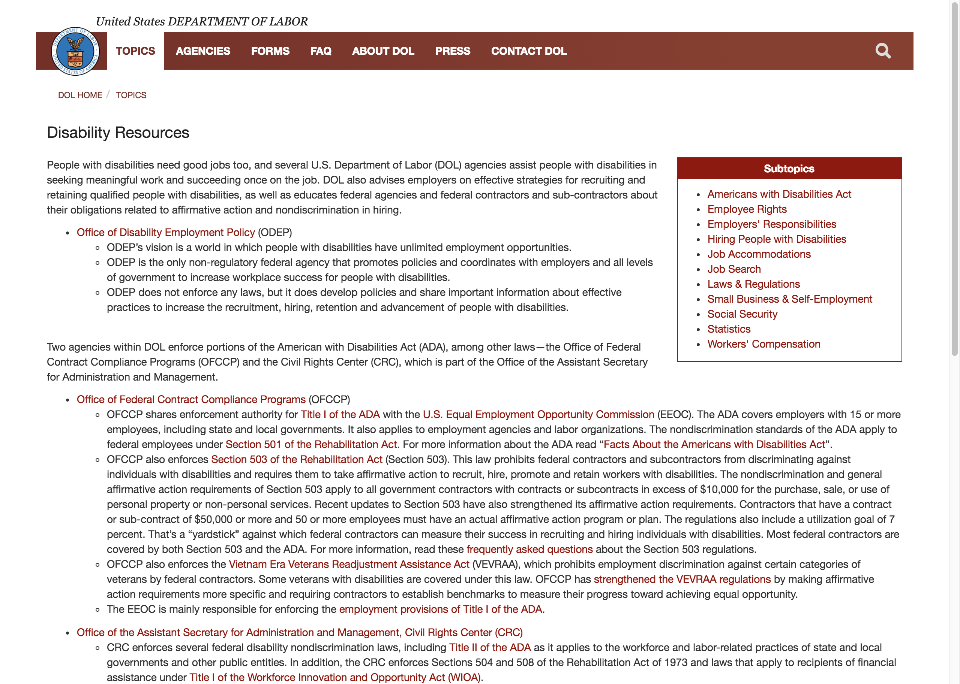 United States DEPARTMENT OF LABOR
TOPICS AGENCIES FORMS FAQ ABOUT DOL PRESS CONTACT DOL
DOL HOME / TOPICS
Disability Resources
People with disabilities need good jobs too, and several U.S. Department of Labor (DOL) agencies assist people with disabilities in
seeking meaningful work and succeeding once on the job. DOL also advises employers on effective strategies for recruiting and
retaining qualified people with disabilities, as well as educates federal agencies and federal contractors and sub-contractors about
their obligations related to affirmative action and nondiscrimination in hiring.
• Office of Disability Employment Policy (ODEP)
◦ ODEP's vision is a world in which people with disabilities have unlimited employment opportunities.
◦ ODEP is the only non-regulatory federal agency that promotes policies and coordinates with employers and all levels
of government to increase workplace success for people with disabilities.
◦ ODEP does not enforce any laws, but it does develop policies and share important information about effective
practices to increase the recruitment, hiring, retention and advancement of people with disabilities.
Subtopics
• Americans with Disabilities Act
• Employee Rights
• Employers' Responsibilities
• Hiring People with Disabilities
• Job Accommodations
• Job Search
• Laws & Regulations
• Small Business & Self-Employment
• Social Security
• Statistics
• Workers' Compensation
Two agencies within DOL enforce portions of the American with Disabilities Act (ADA), among other laws—the Office of Federal
Contract Compliance Programs (OFCCP) and the Civil Rights Center (CRC), which is part of the Office of the Assistant Secretary
for Administration and Management.
• Office of Federal Contract Compliance Programs (OFCCP)
◦ OFCCP shares enforcement authority for Title I of the ADA with the U.S. Equal Employment Opportunity Commission (EEOC). The ADA covers employers with 15 or more
employees, including state and local governments. It also applies to employment agencies and labor organizations. The nondiscrimination standards of the ADA apply to
federal employees under Section 501 of the Rehabilitation Act. For more information about the ADA read "Facts About the Americans with Disabilities Act".
◦ OFCCP also enforces Section 503 of the Rehabilitation Act (Section 503). This law prohibits federal contractors and subcontractors from discriminating against
individuals with disabilities and requires them to take affirmative action to recruit, hire, promote and retain workers with disabilities. The nondiscrimination and general
affirmative action requirements of Section 503 apply to all government contractors with contracts or subcontracts in excess of $10,000 for the purchase, sale, or use of
personal property or non-personal services. Recent updates to Section 503 have also strengthened its affirmative action requirements. Contractors that have a contract
or sub-contract of $50,000 or more and 50 or more employees must have an actual affirmative action program or plan. The regulations also include a utilization goal of 7
percent. That's a “yardstick” against which federal contractors can measure their success in recruiting and hiring individuals with disabilities. Most federal contractors are
covered by both Section 503 and the ADA. For more information, read these frequently asked questions about the Section 503 regulations.
◦ OFCCP also enforces the Vietnam Era Veterans Readjustment Assistance Act (VEVRAA), which prohibits employment discrimination against certain categories of
veterans by federal contractors. Some veterans with disabilities are covered under this law. OFCCP has strengthened the VEVRAA regulations by making affirmative
action requirements more specific and requiring contractors to establish benchmarks to measure their progress toward achieving equal opportunity.
◦ The EEOC is mainly responsible for enforcing the employment provisions of Title I of the ADA.
• Office of the Assistant Secretary for Administration and Management, Civil Rights Center (CRC)
◦ CRC enforces several federal disability nondiscrimination laws, including Title II of the ADA as it applies to the workforce and labor-related practices of state and local
governments and other public entities. In addition, the CRC enforces Sections 504 and 508 of the Rehabilitation Act of 1973 and laws that apply to recipients of financial
assistance under Title I of the Workforce Innovation and Opportunity Act (WIOA).